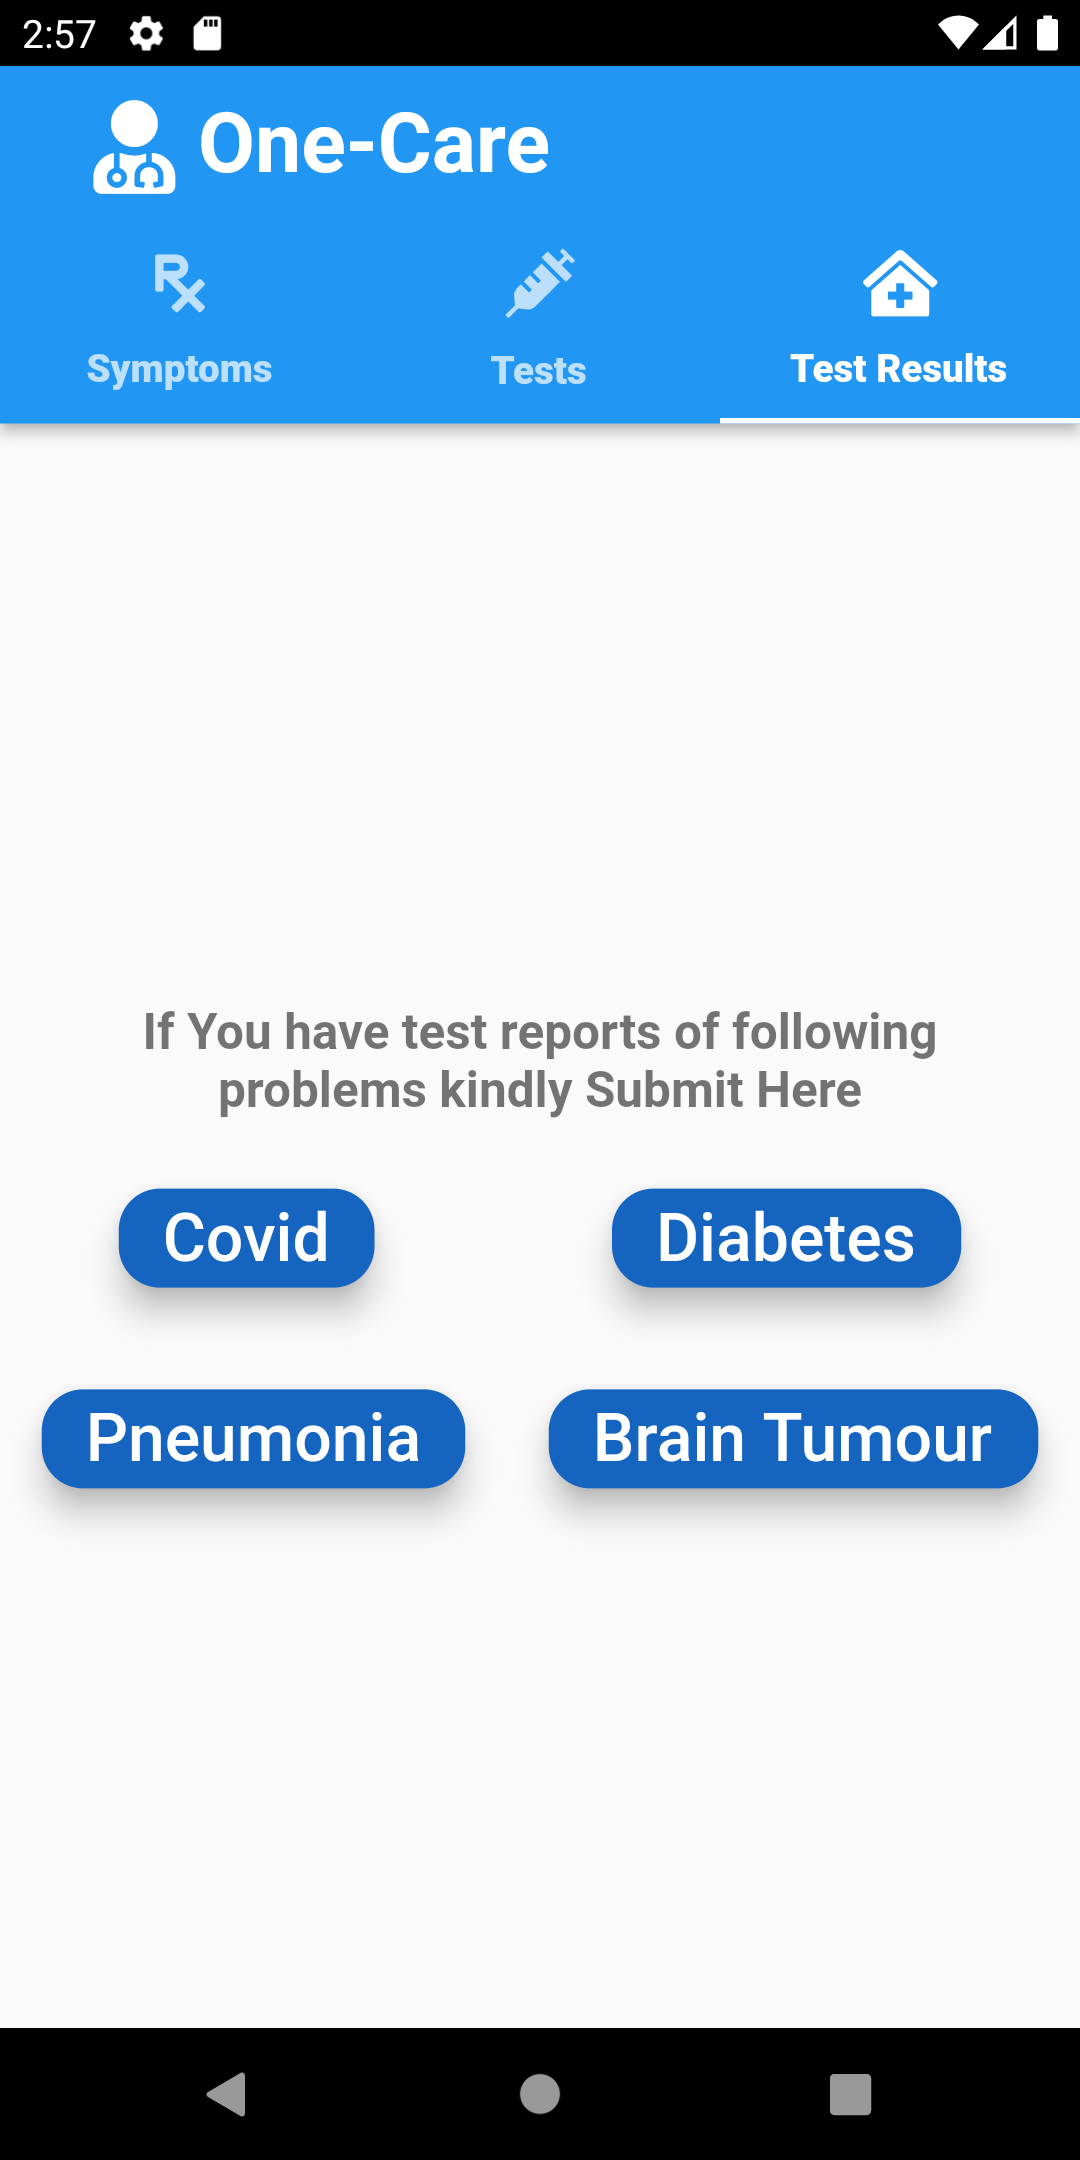 2:57
One-Care
Symptoms
Tests
Test Results
If You have test reports of following
problems kindly Submit Here
Covid
Diabetes
Pneumonia
Brain Tumour